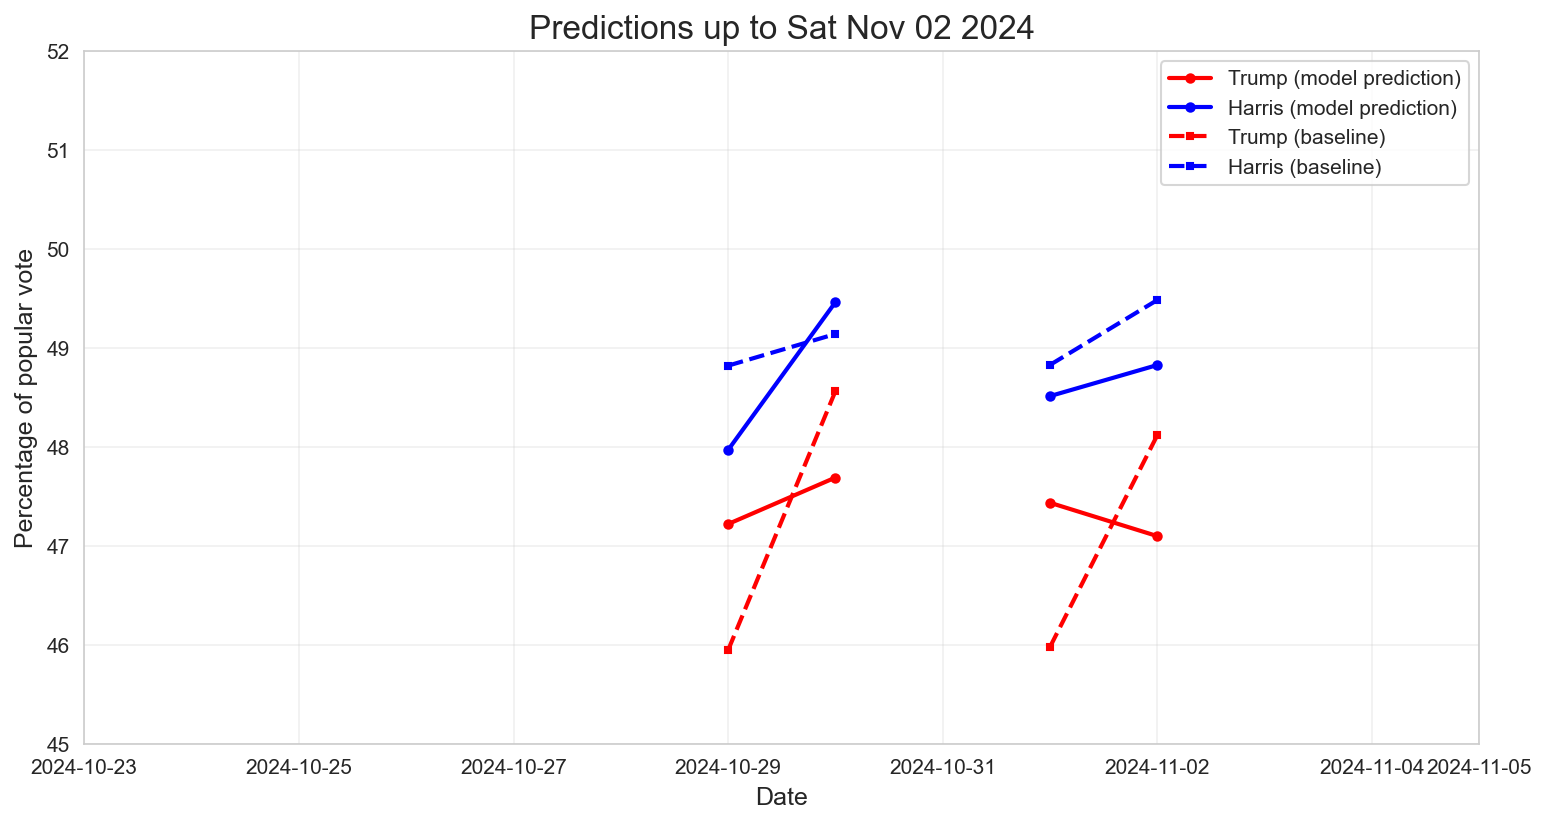 Predictions up to Sat Nov 02 2024
52
51
50
49
48
47
46
45
Percentage of popular vote
Trump (model prediction)
Harris (model prediction)
Trump (baseline)
Harris (baseline)
2024-10-23 2024-10-25 2024-10-27 2024-10-29 2024-10-31 2024-11-02 2024-11-04 2024-11-05
Date